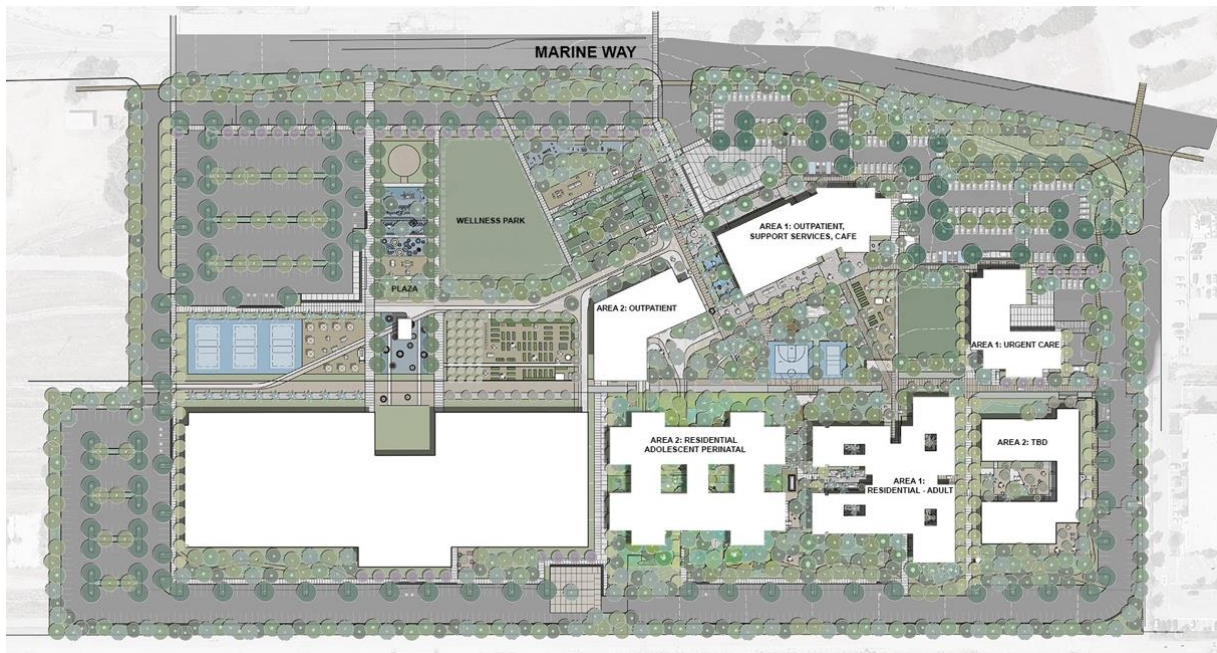 MARINE WAY
WELLNESS PARK
AREA 1: OUTPATIENT,
SUPPORT SERVICES, CAFE
PLAZA
AREA 2: OUTPATIENT
AREA 1: URGENT CARE
AREA 2: RESIDENTIAL
ADOLESCENT PERINATAL
AREA 2: TBD
AREA 1:
RESIDENTIAL - ADULT